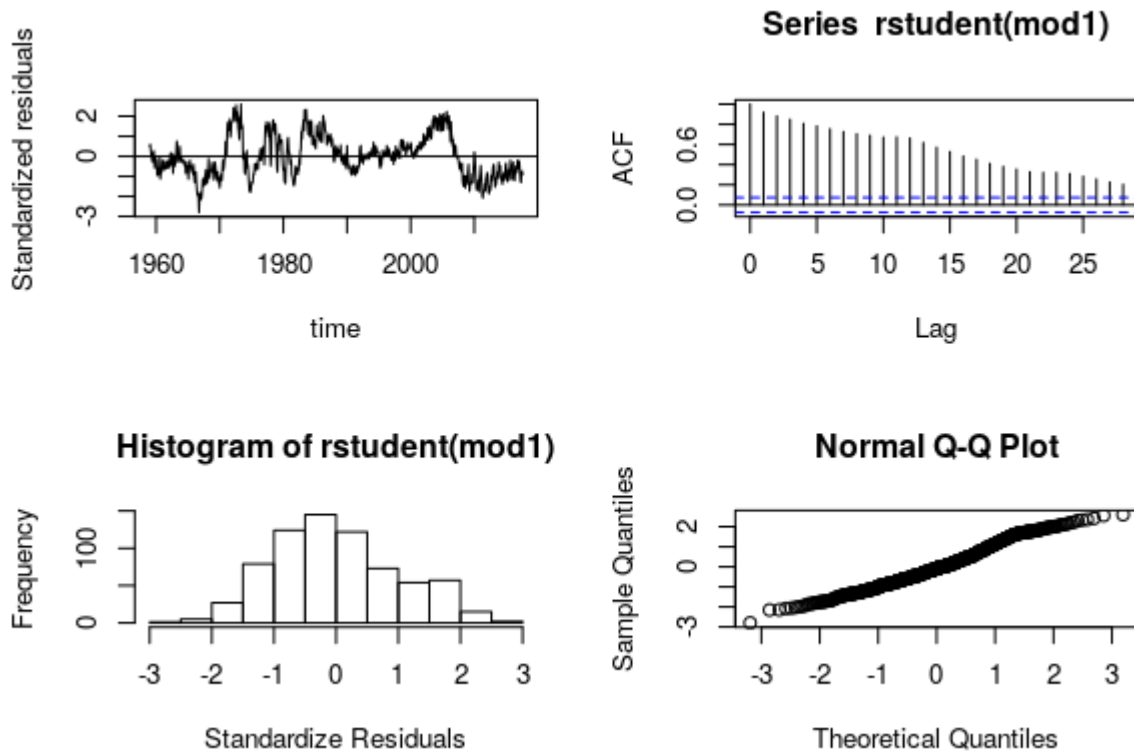 Standardized residuals
2
0
-3
1960 1980 2000
time
Series rstudent(mod1)
ACF
0.6
0.0
0 5 10 15 20 25
Lag
Histogram of rstudent(mod1)
Frequency
100
0
-3 -2 -1 0 1 2 3
Standardize Residuals
Normal Q-Q Plot
Sample Quantiles
2
0
-3
-3 -2 -1 0 1 2 3
Theoretical Quantiles